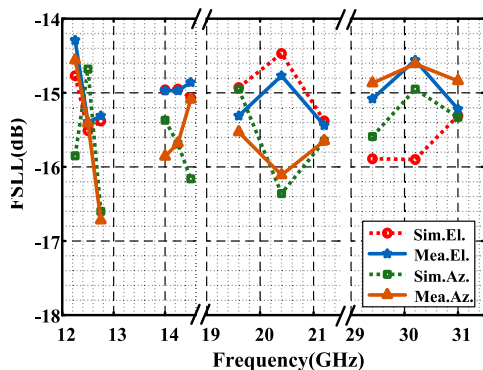 -14
-15
-16
-17
-18
FSLL(dB)
12 13 14 19 20 21 29 30 31
Frequency(GHz)
Sim.El.
Mea.El.
Sim.Az.
Mea.Az.